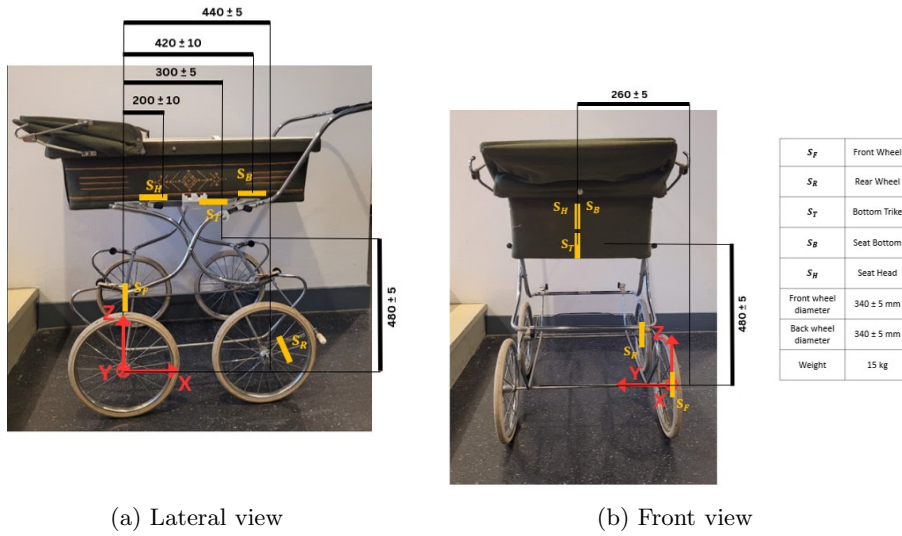 440 ± 5
420 ± 10
300 ± 5
200 ± 10
S_H
S_B
S_T
S_F
S_R
Z
Y
X
480 ± 5
260 ± 5
S_H S_B
S_T
S_R
Z
Y
X
S_F
480 ± 5
S_F Front Wheel
S_R Rear Wheel
S_T Bottom Trike
S_B Seat Bottom
S_H Seat Head
Front wheel
diameter 340 ± 5 mm
Back wheel
diameter 340 ± 5 mm
Weight 15 kg
(a) Lateral view
(b) Front view